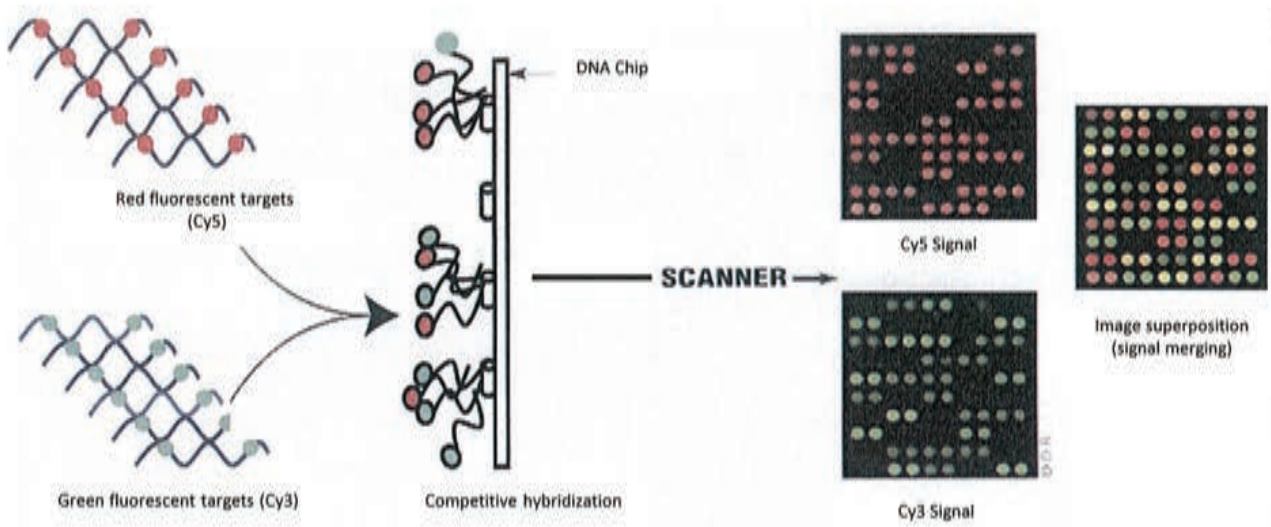 DNA Chip
Red fluorescent targets
(Cy5)
Cy5 Signal
SCANNER
Image superposition
(signal merging)
Green fluorescent targets (Cy3)
Competitive hybridization
Cy3 Signal